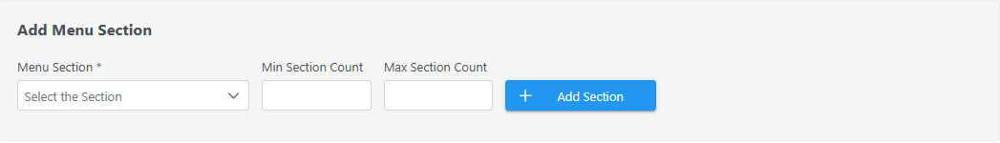 Add Menu Section
Menu Section *
Min Section Count
Max Section Count
Select the Section
Add Section